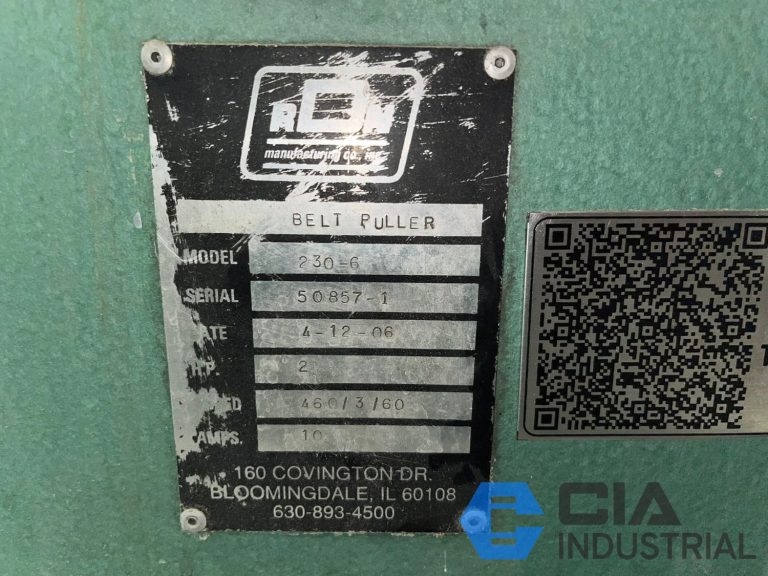 RDN
manufacturing co., inc.
BELT PULLER
MODEL 230-6
SERIAL 50857-1
4-12-06
2
460/3/60
AMPS. 10
160 COVINGTON DR.
BLOOMINGDALE, IL 60108
630-893-4500
CIA
INDUSTRIAL